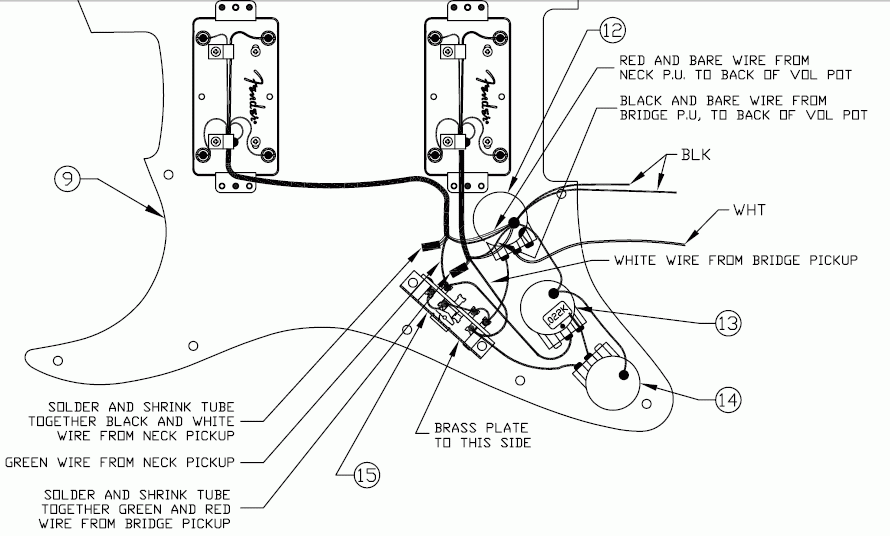 Fender
Fender
12
RED AND BARE WIRE FROM
NECK P.U. TO BACK OF VOL POT
BLACK AND BARE WIRE FROM
BRIDGE P.U, TO BACK OF VOL POT
BLK
9
WHT
WHITE WIRE FROM BRIDGE PICKUP
.022K
13
14
SOLDER AND SHRINK TUBE
TOGETHER BLACK AND WHITE
WIRE FROM NECK PICKUP
BRASS PLATE
TO THIS SIDE
GREEN WIRE FROM NECK PICKUP
15
SOLDER AND SHRINK TUBE
TOGETHER GREEN AND RED
WIRE FROM BRIDGE PICKUP